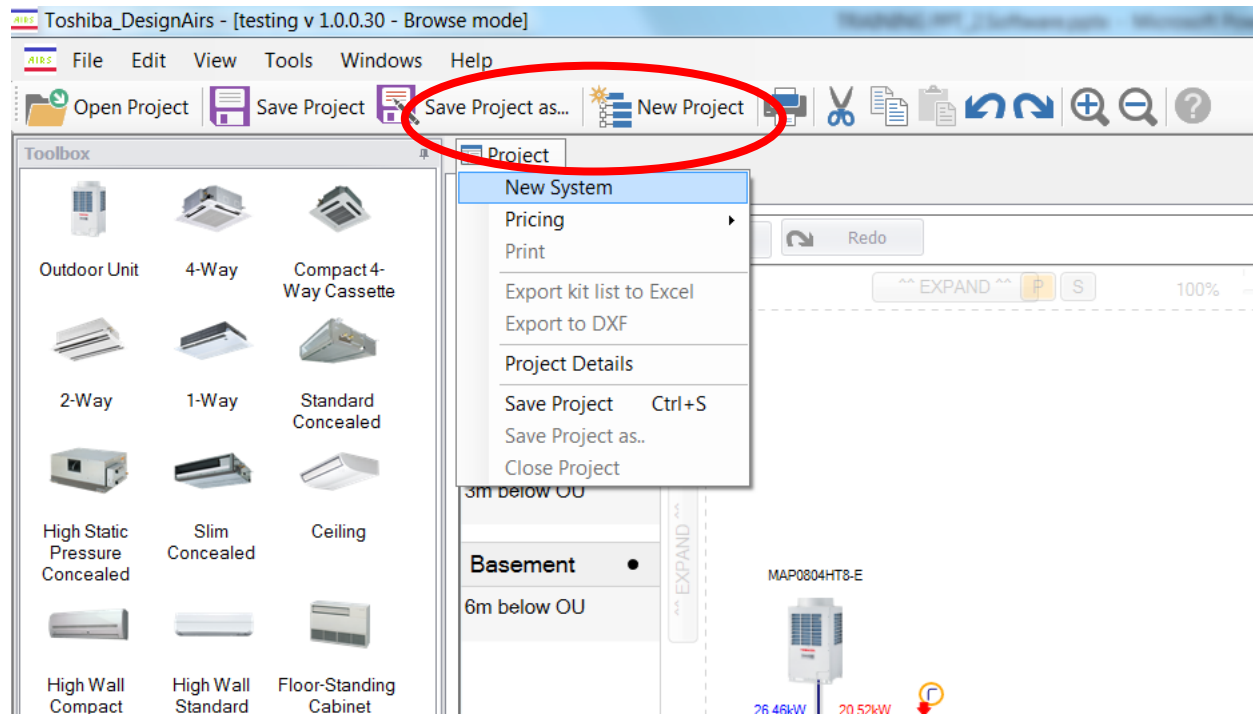 AIRS Toshiba_DesignAirs - [testing v 1.0.0.30 - Browse mode]
AIRS File Edit View Tools Windows Help
Open Project Save Project Save Project as... New Project
Toolbox
Project
New System
Pricing
Print
Export kit list to Excel
Export to DXF
Project Details
Save Project Ctrl+S
Save Project as..
Close Project
Redo
^^ EXPAND ^^ P S 100%
Outdoor Unit 4-Way Compact 4-
Way Cassette
2-Way 1-Way Standard
Concealed
High Static Slim Ceiling
Pressure Concealed
Concealed
High Wall High Wall Floor-Standing
Compact Standard Cabinet
3m below OU
Basement
6m below OU
^^ EXPAND ^^
MAP0804HT8-E
26.46kW 20.52kW